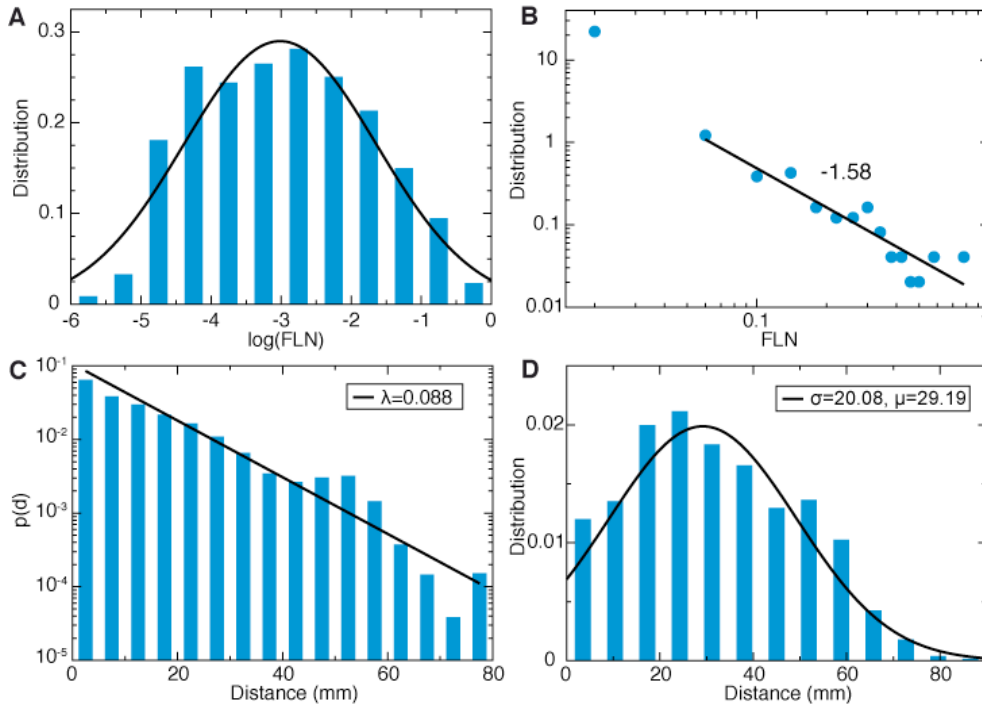 A
0.3
0.2
0.1
0
Distribution
-6 -5 -4 -3 -2 -1 0
log(FLN)
B
10
1
0.1
0.01
Distribution
-1.58
0.1 1
FLN
C
10-1
10-2
10-3
10-4
10-5
p(d)
λ=0.088
0 20 40 60 80
Distance (mm)
D
0.02
0.01
0
Distribution
σ=20.08, μ=29.19
0 20 40 60 80
Distance (mm)